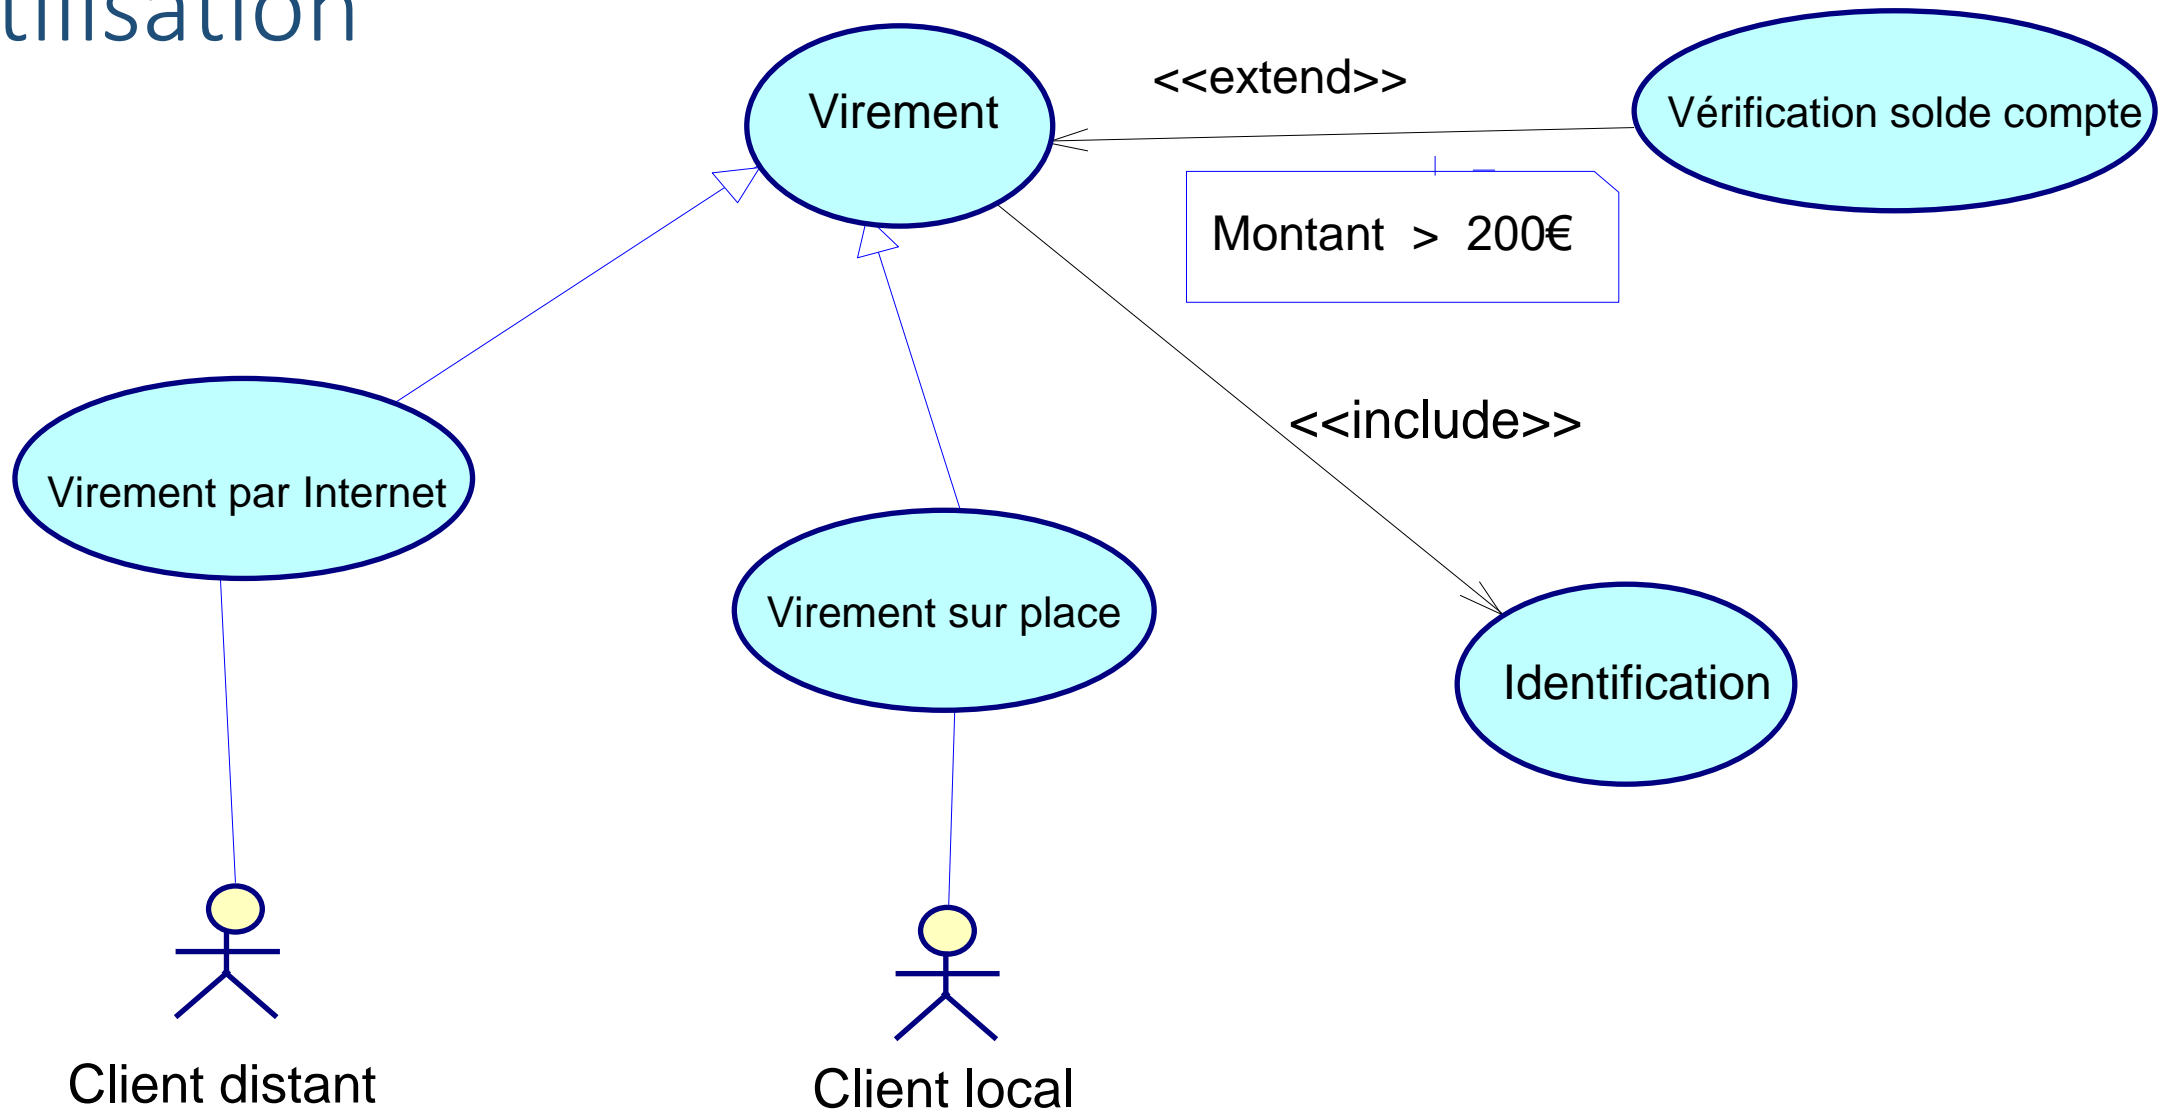 tilisation
Virement
<<extend>>
Vérification solde compte
Montant > 200€
<<include>>
Virement par Internet
Virement sur place
Identification
Client distant
Client local